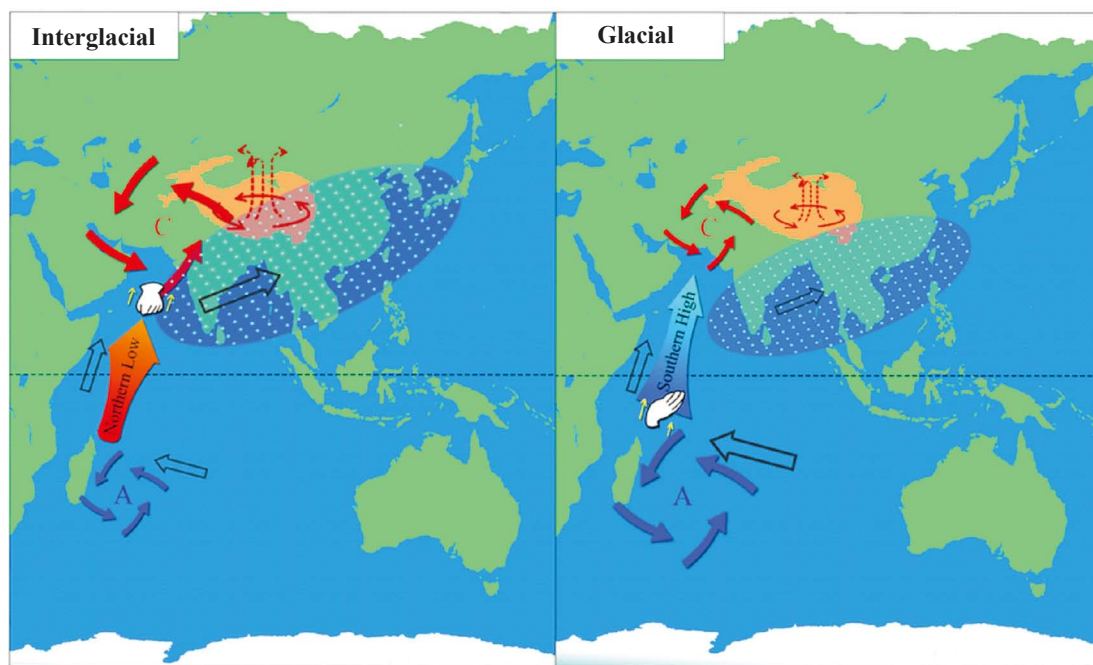 Interglacial
Glacial
C
Northern Low
A
C
Southern High
A